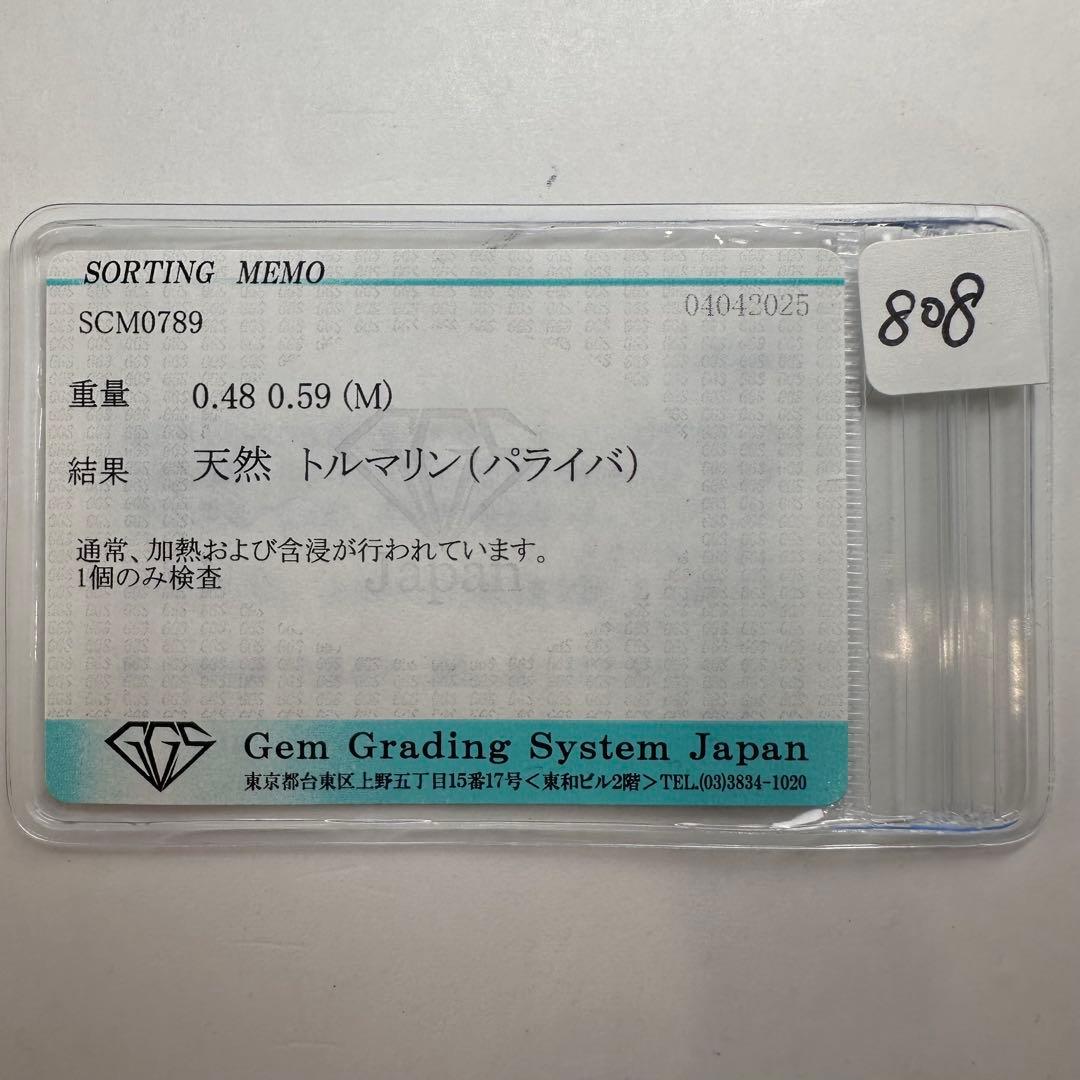 SORTING MEMO
04042025
808
SCM0789
重量 0.48 0.59 (M)
結果 天然 トルマリン(パライバ)
通常、加熱および含浸が行われています。
1個のみ検査
Japan
GGS Gem Grading System Japan
東京都台東区上野五丁目15番17号<東和ビル2階>TEL.(03)3834-1020